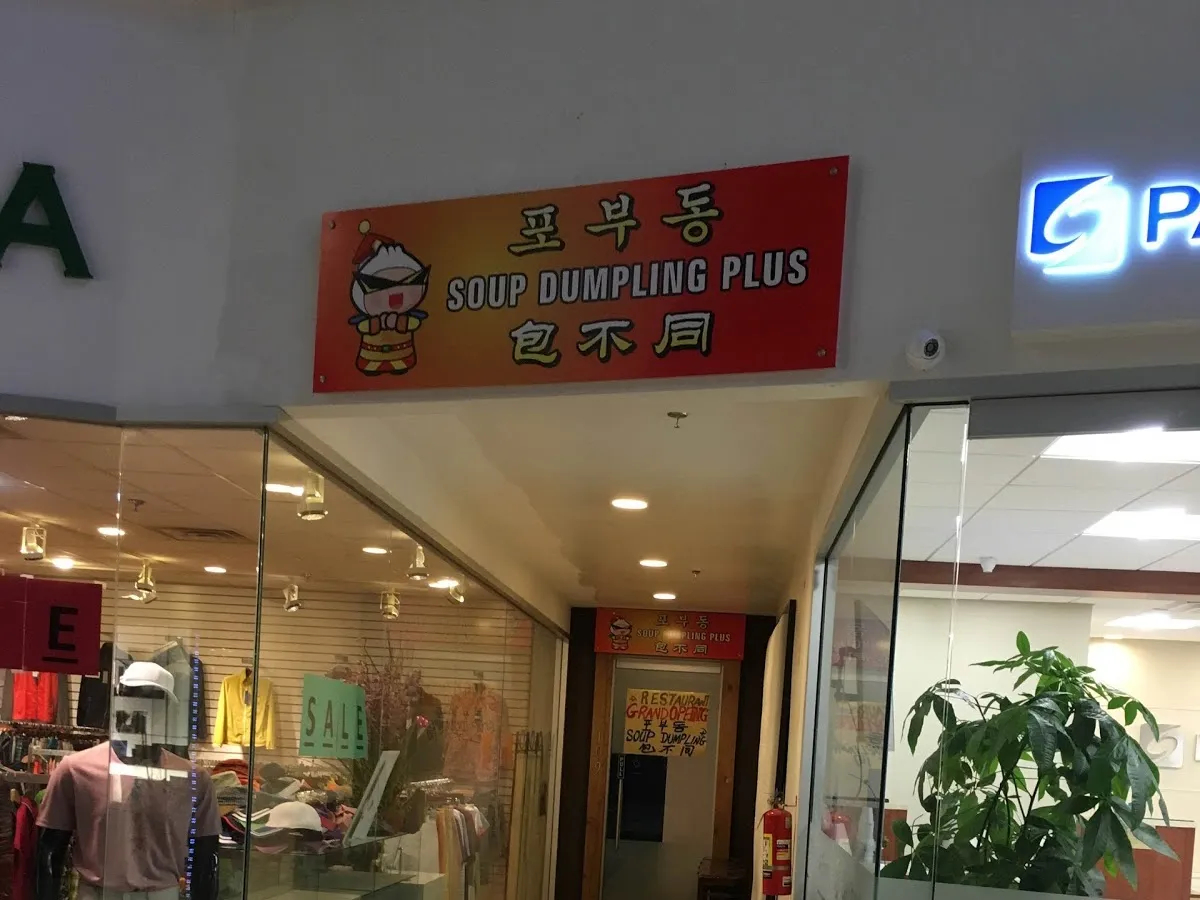 A
포부동
SOUP DUMPLING PLUS
包不同
PA
E
SALE
포부동
SOUP DUMPLING PLUS
包不同
RESTAURANT
GRAND OPENING
포부동
SOUP DUMPLING
包不同